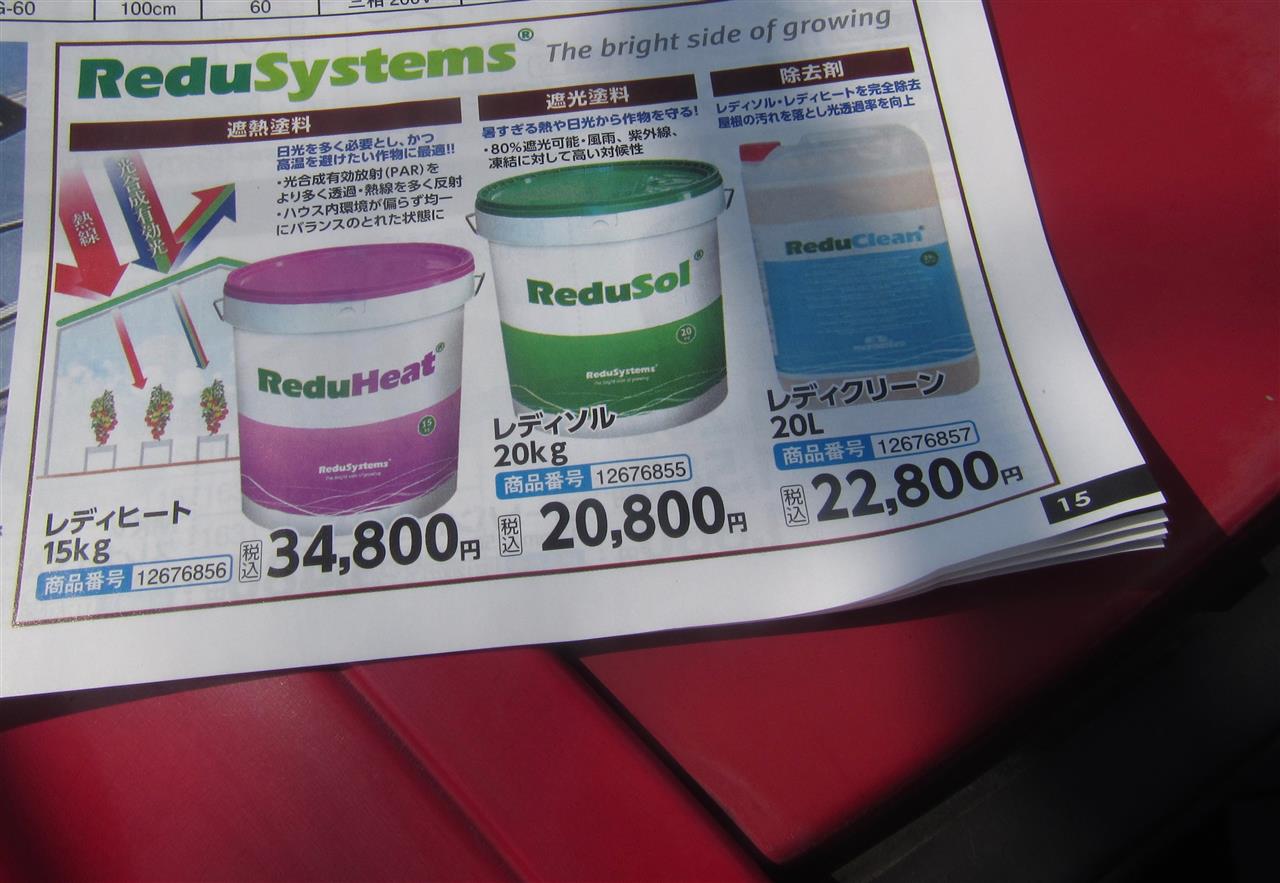 G-60 100cm 60 三相 200V
ReduSystems® The bright side of growing
遮熱塗料
日光を多く必要とし、かつ
高温を避けたい作物に最適!!
・光合成有効放射(PAR)を
より多く透過・熱線を多く反射
・ハウス内環境が偏らず均一
にバランスのとれた状態に
熱線
光合成有効光
ReduHeat®
15
ReduSystems®
The bright side of growing
レディヒート
15kg
商品番号 12676856
税込 34,800円
遮光塗料
暑すぎる熱や日光から作物を守る!
・80%遮光可能・風雨、紫外線、
凍結に対して高い対候性
ReduSol®
20
ReduSystems®
The bright side of growing
レディソル
20kg
商品番号 12676855
税込 20,800円
除去剤
レディソル・レディヒートを完全除去
屋根の汚れを落とし光透過率を向上
ReduClean®
レディクリーン
20L
商品番号 12676857
税込 22,800円
15